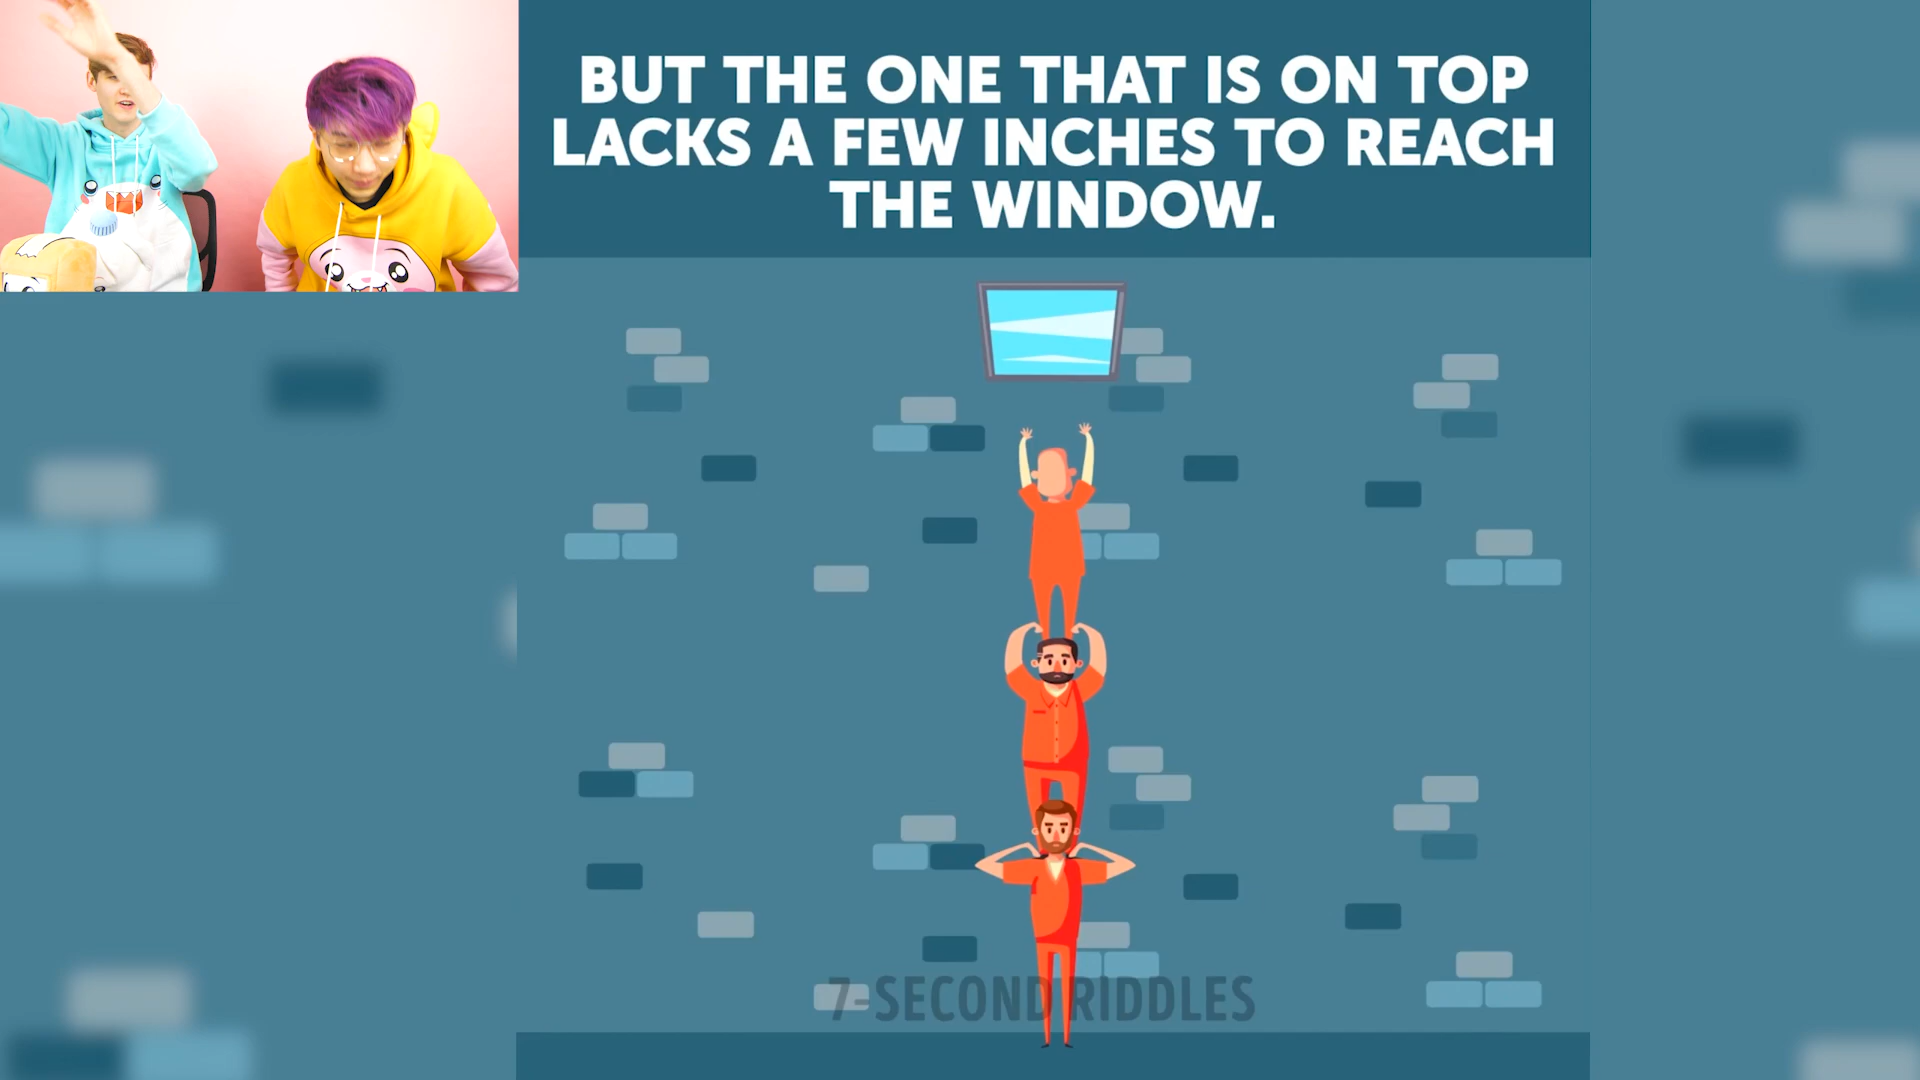 BUT THE ONE THAT IS ON TOP
LACKS A FEW INCHES TO REACH
THE WINDOW.
7-SECOND RIDDLES